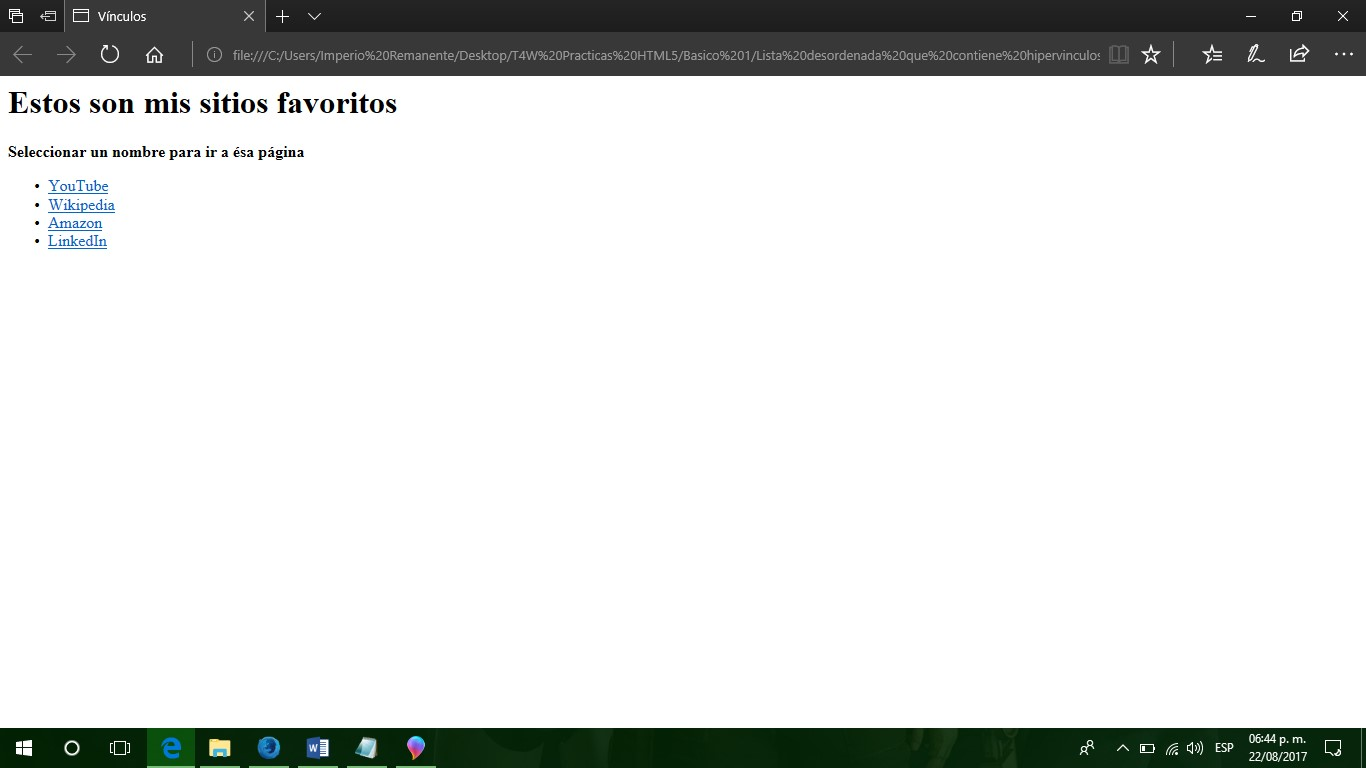 Vínculos
file:///C:/Users/Imperio%20Remanente/Desktop/T4W%20Practicas%20HTML5/Basico%201/Lista%20desordenada%20que%20contiene%20hipervinculos
Estos son mis sitios favoritos
Seleccionar un nombre para ir a ésa página
• YouTube
• Wikipedia
• Amazon
• LinkedIn
ESP
06:44 p. m.
22/08/2017